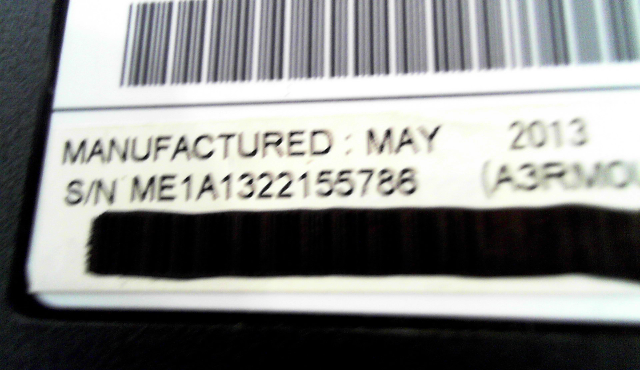 MANUFACTURED : MAY 2013
S/N ME1A1322155786